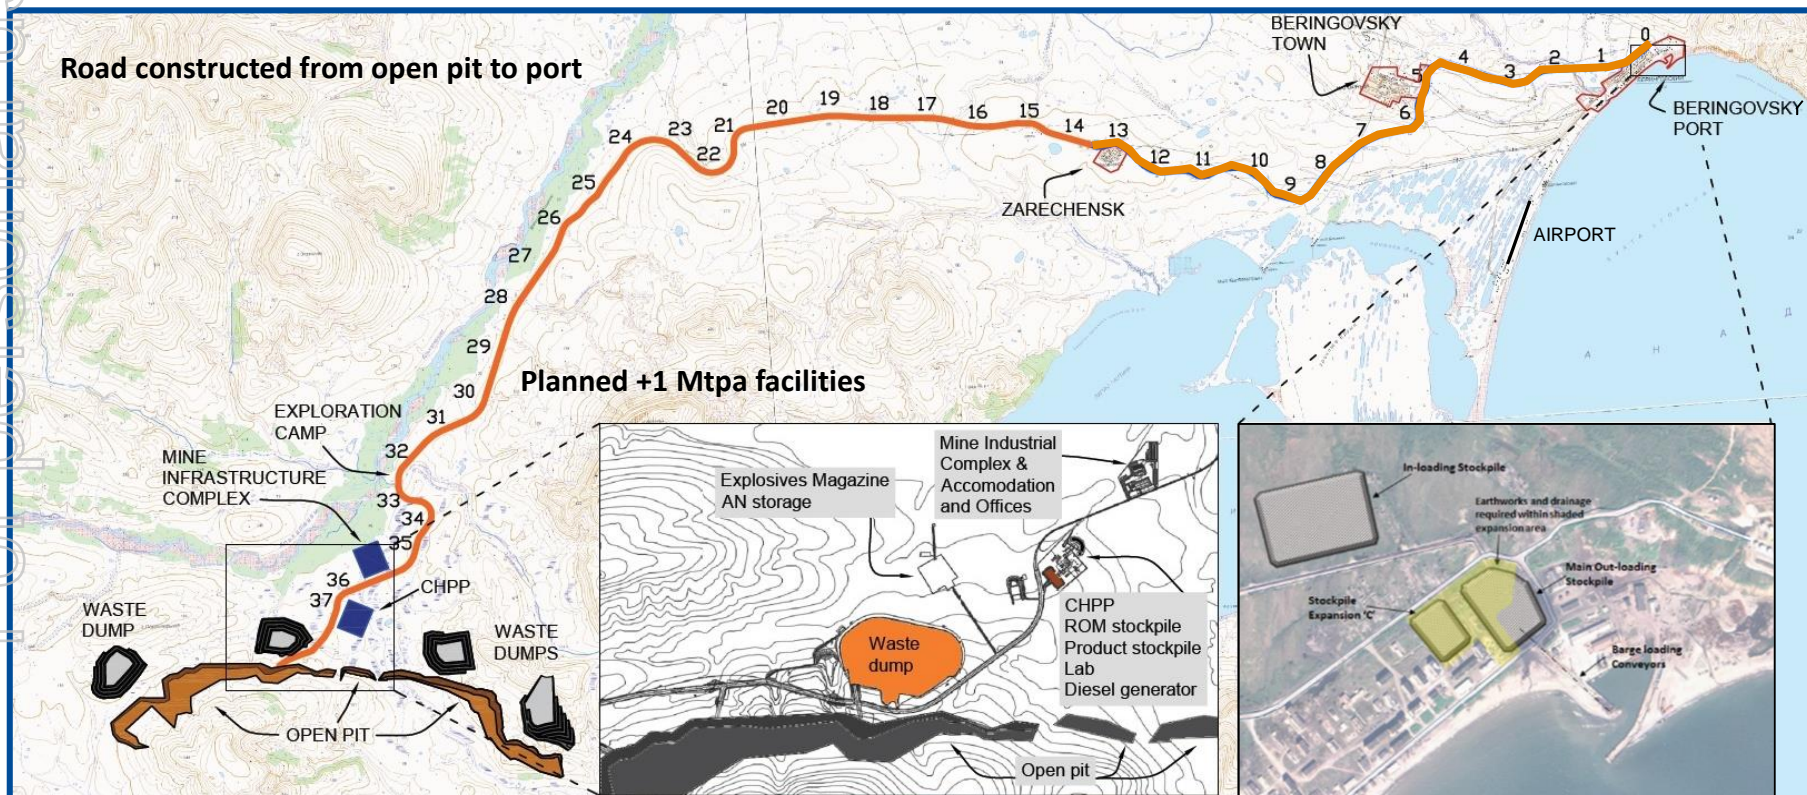 Road constructed from open pit to port
BERINGOVSKY
TOWN
0
1
2
3
4
5
6
7
8
9
10
11
12
13
14
15
16
17
18
19
20
21
22
23
24
25
26
27
28
29
30
31
32
33
34
35
36
37
BERINGOVSKY
PORT
ZARECHENSK
AIRPORT
Planned +1 Mtpa facilities
EXPLORATION
CAMP
MINE
INFRASTRUCTURE
COMPLEX
CHPP
WASTE
DUMP
WASTE
DUMPS
OPEN PIT
Explosives Magazine
AN storage
Mine Industrial
Complex &
Accomodation
and Offices
Waste
dump
CHPP
ROM stockpile
Product stockpile
Lab
Diesel generator
Open pit
In-loading Stockpile
Earthworks and drainage
required within shaded
expansion area
Main Out-loading
Stockpile
Stockpile
Expansion 'C'
Barge loading
Conveyors